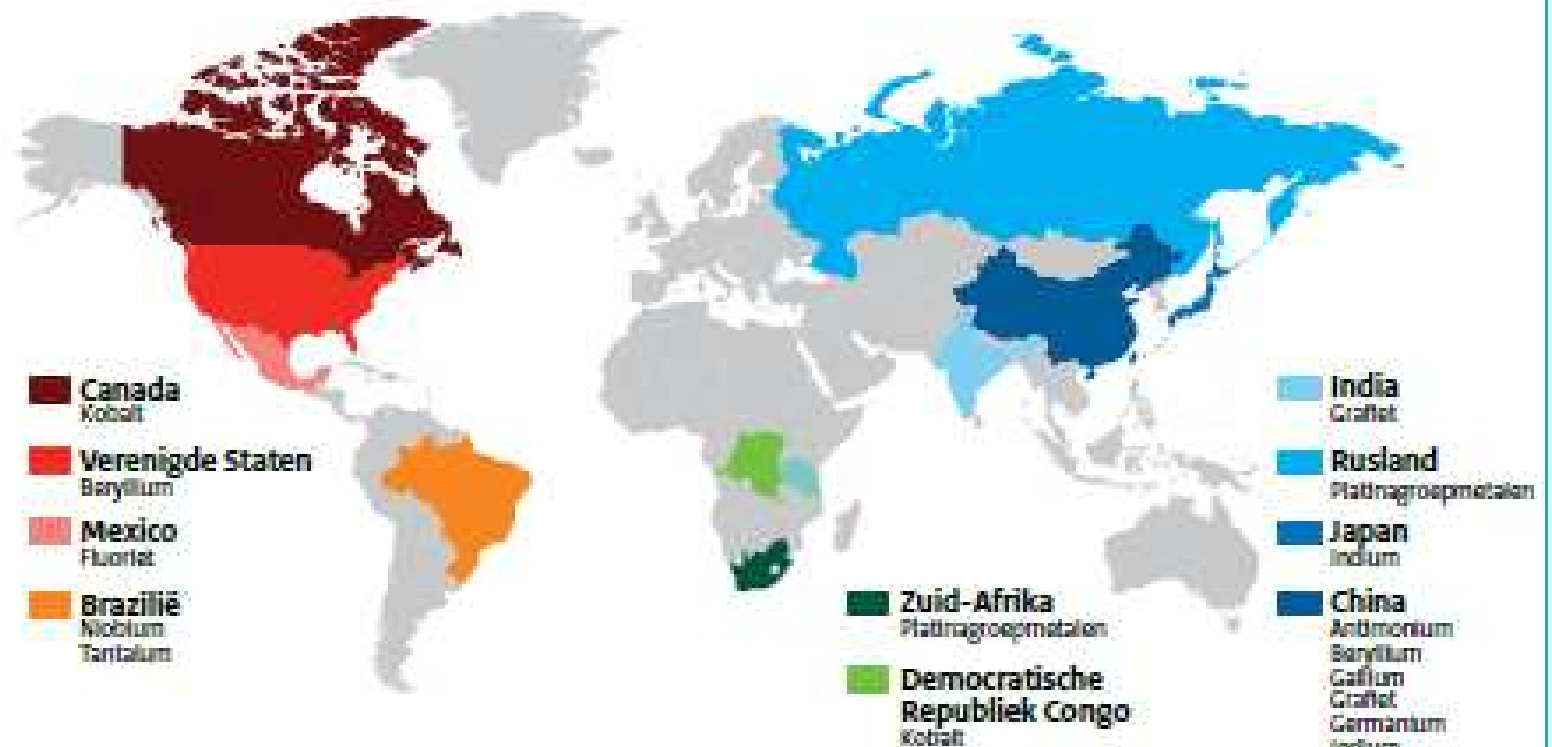 Canada
Kobalt
Verenigde Staten
Beryllium
Mexico
Fluoriet
Brazilië
Niobium
Tantalum
Zuid-Afrika
Platinagroepmetalen
Democratische
Republiek Congo
Kobalt
India
Grafiet
Rusland
Platinagroepmetalen
Japan
Indium
China
Antimonium
Beryllium
Gallium
Grafiet
Germanium
Indium